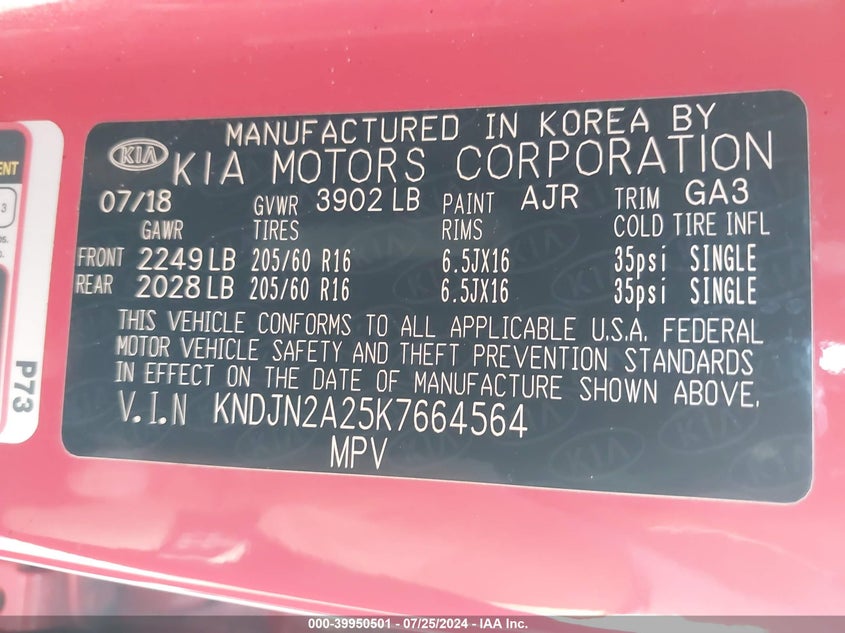 MANUFACTURED IN KOREA BY
KIA KIA MOTORS CORPORATION
07/18 GVWR 3902 LB PAINT AJR TRIM GA3
GAWR TIRES RIMS COLD TIRE INFL
FRONT 2249 LB 205/60 R16 6.5JX16 35psi SINGLE
REAR 2028 LB 205/60 R16 6.5JX16 35psi SINGLE
THIS VEHICLE CONFORMS TO ALL APPLICABLE U.S.A. FEDERAL
MOTOR VEHICLE SAFETY AND THEFT PREVENTION STANDARDS
IN EFFECT ON THE DATE OF MANUFACTURE SHOWN ABOVE.
V.I.N KNDJN2A25K7664564
MPV
P73
000-39950501 - 07/25/2024 - IAA Inc.